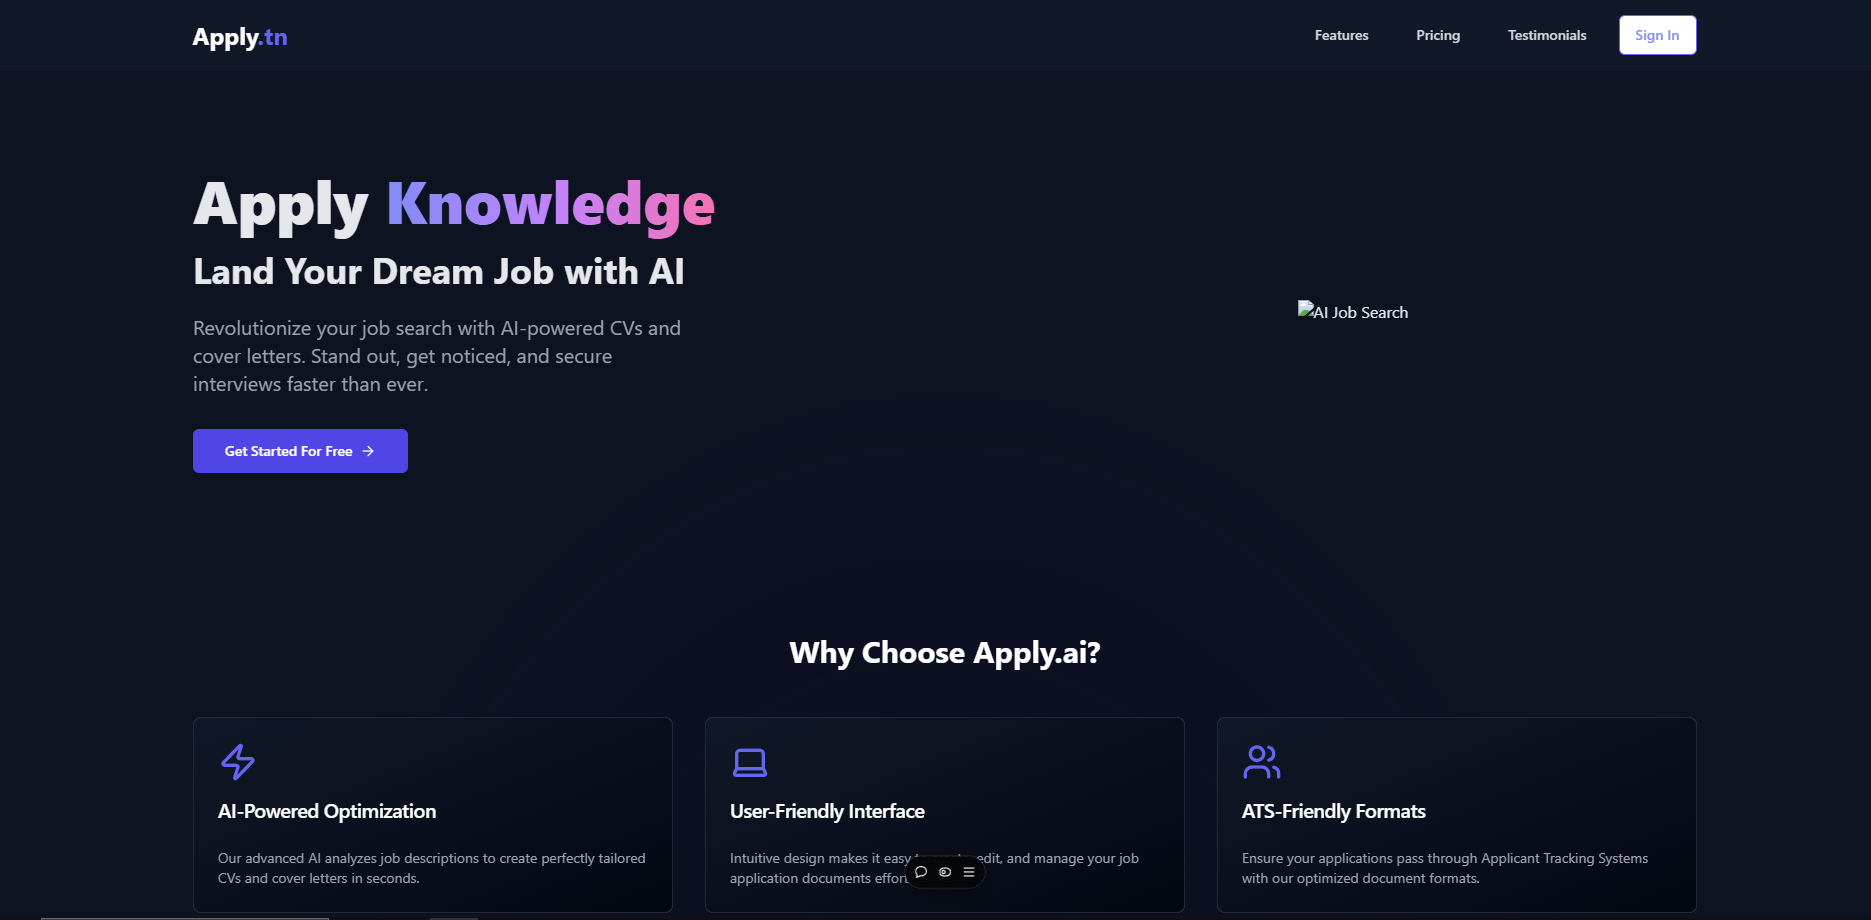 Apply.tn
Features
Pricing
Testimonials
Sign In
Apply Knowledge
Land Your Dream Job with AI
Revolutionize your job search with AI-powered CVs and
cover letters. Stand out, get noticed, and secure
interviews faster than ever.
Get Started For Free →
AI Job Search
Why Choose Apply.ai?
AI-Powered Optimization
Our advanced AI analyzes job descriptions to create perfectly tailored
CVs and cover letters in seconds.
User-Friendly Interface
Intuitive design makes it easy edit, and manage your job
application documents
ATS-Friendly Formats
Ensure your applications pass through Applicant Tracking Systems
with our optimized document formats.